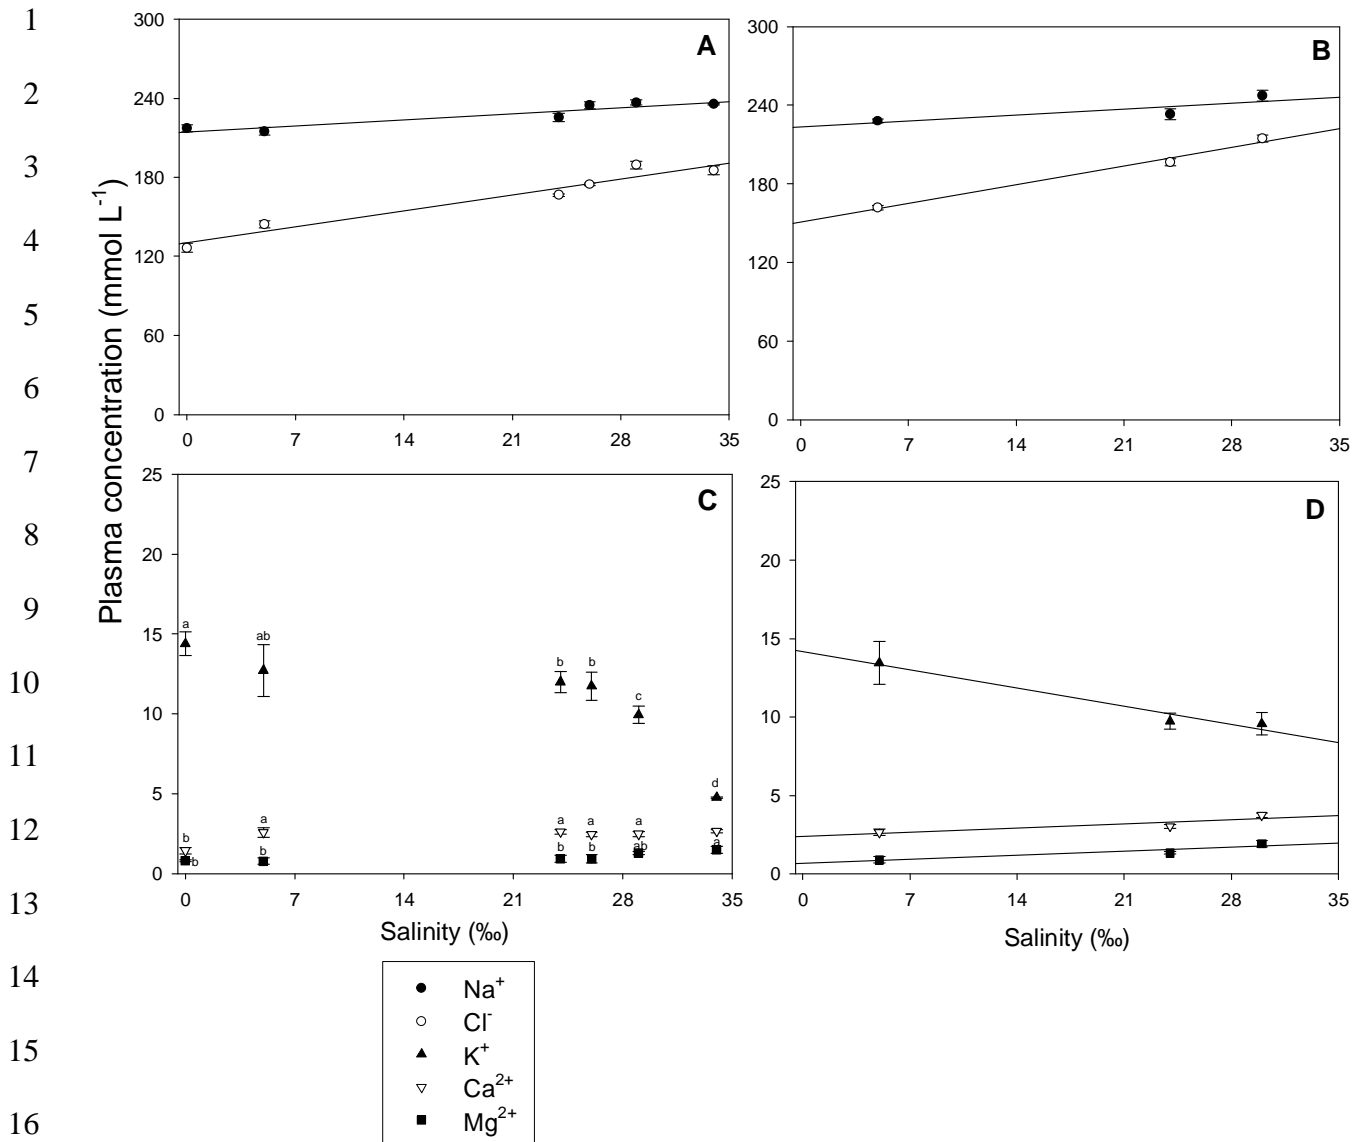 1
2
3
4
5
6
7
8
9
10
11
12
13
14
15
16
Plasma concentration (mmol L⁻¹)
300
240
180
120
60
0
A
0 7 14 21 28 35
300
240
180
120
60
0
B
0 7 14 21 28 35
25
20
15
10
5
0
C
a
ab
b
b
c
d
b
a
a
a
a
b
b
b
b
ab
a
0 7 14 21 28 35
Salinity (‰)
25
20
15
10
5
0
D
0 7 14 21 28 35
Salinity (‰)
Na⁺
Cl⁻
K⁺
Ca²⁺
Mg²⁺